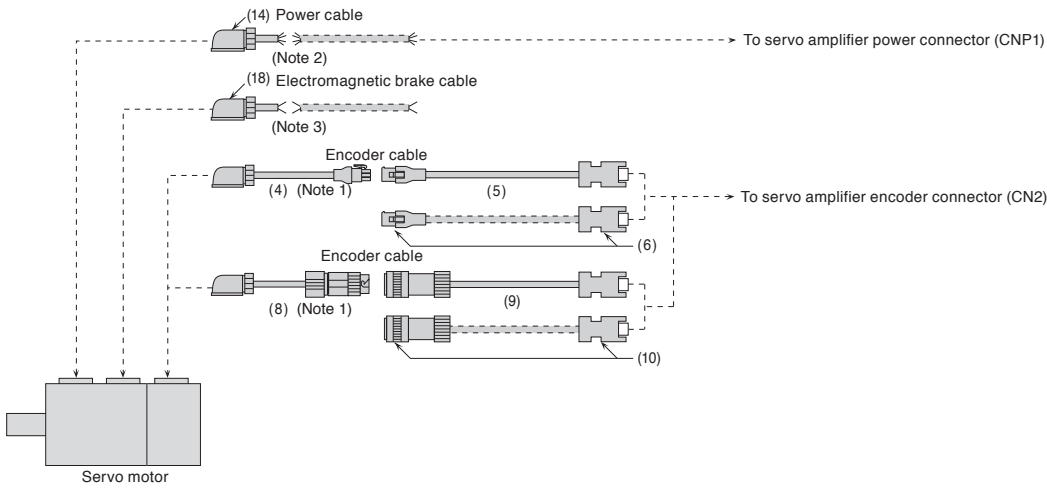 (14) Power cable
To servo amplifier power connector (CNP1)
(Note 2)
(18) Electromagnetic brake cable
(Note 3)
Encoder cable
(4) (Note 1)
(5)
To servo amplifier encoder connector (CN2)
(6)
Encoder cable
(8) (Note 1)
(9)
(10)
Servo motor